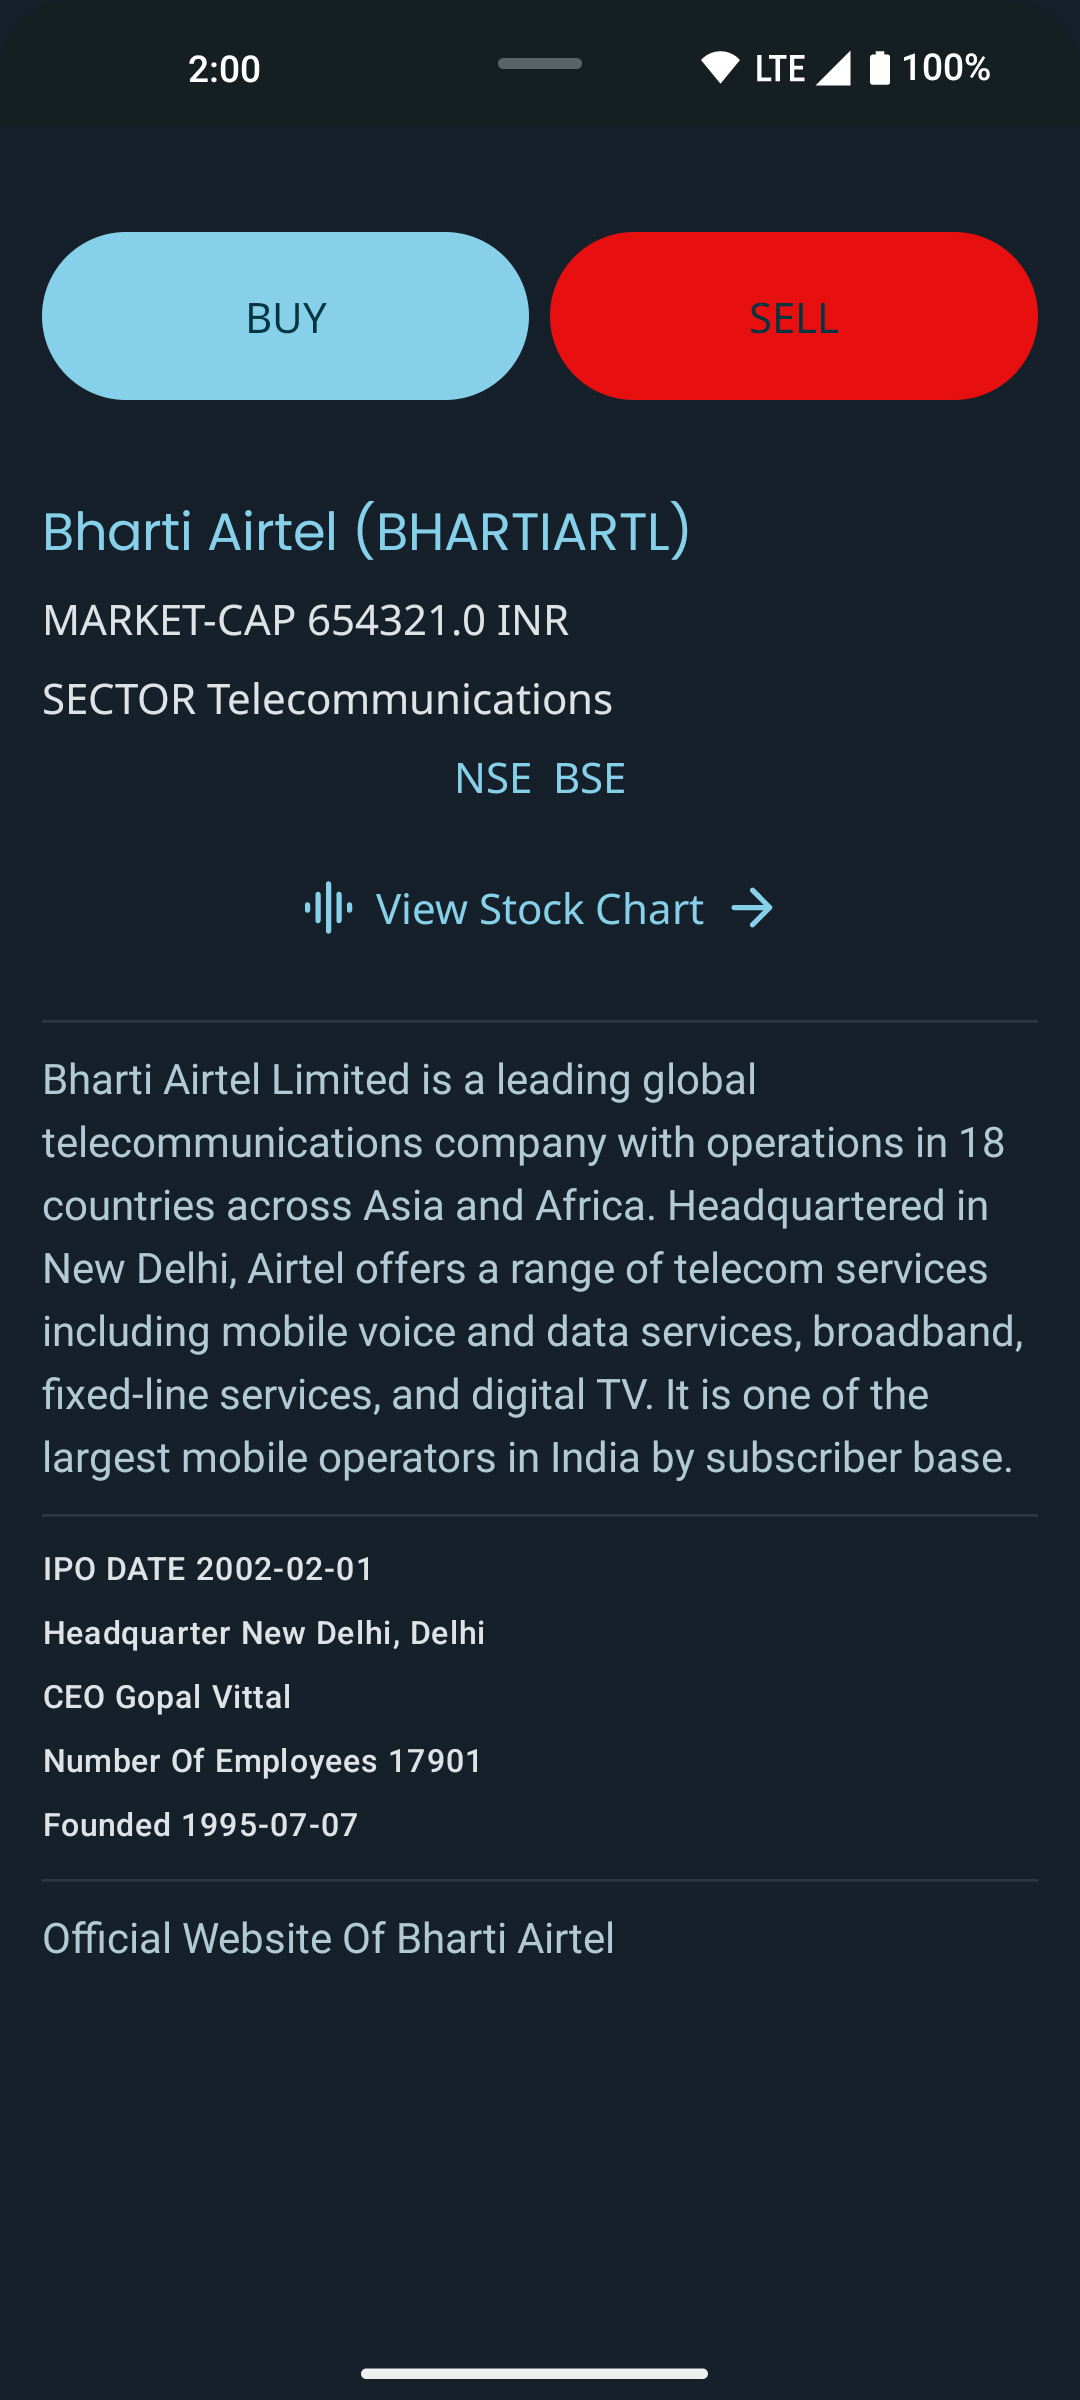 2:00
LTE 100%
BUY
SELL
Bharti Airtel (BHARTIARTL)
MARKET-CAP 654321.0 INR
SECTOR Telecommunications
NSE BSE
View Stock Chart
Bharti Airtel Limited is a leading global
telecommunications company with operations in 18
countries across Asia and Africa. Headquartered in
New Delhi, Airtel offers a range of telecom services
including mobile voice and data services, broadband,
fixed-line services, and digital TV. It is one of the
largest mobile operators in India by subscriber base.
IPO DATE 2002-02-01
Headquarter New Delhi, Delhi
CEO Gopal Vittal
Number Of Employees 17901
Founded 1995-07-07
Official Website Of Bharti Airtel